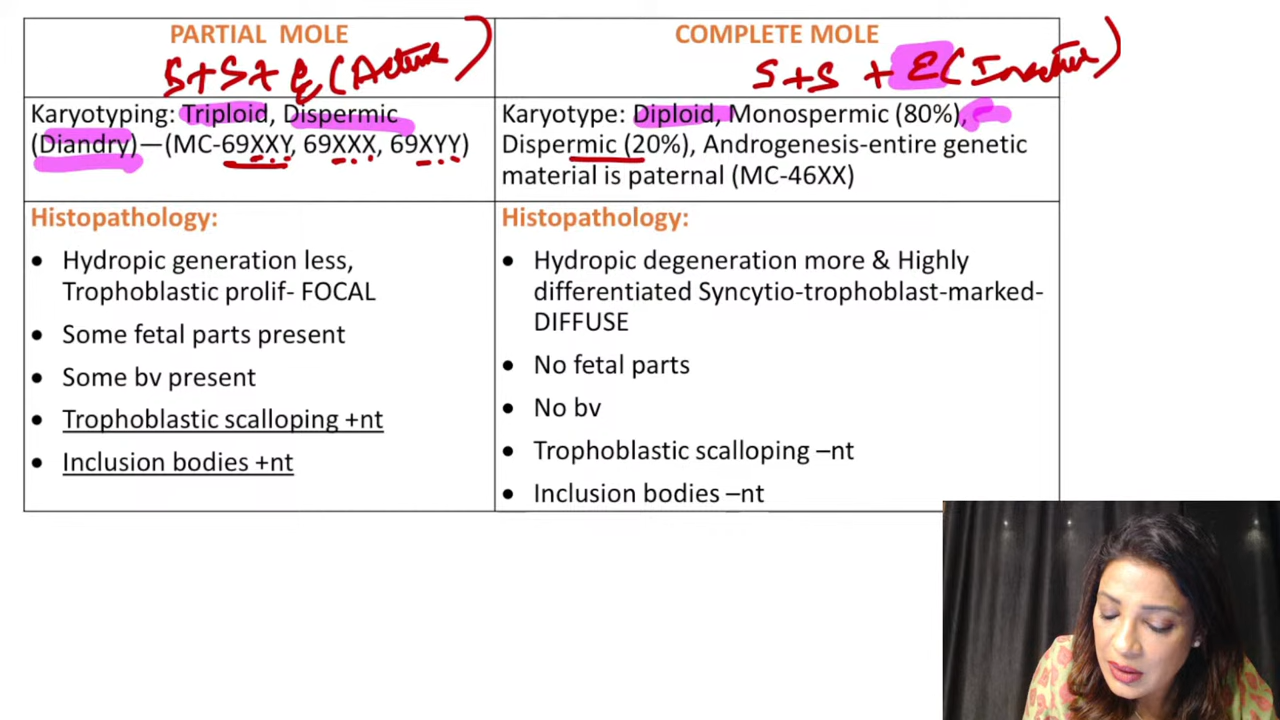 PARTIAL MOLE
S+S+ E (Active)
Karyotyping: Triploid, Dispermic
(Diandry)—(MC-69XXY, 69XXX, 69XYY)
Histopathology:
• Hydropic generation less,
Trophoblastic prolif- FOCAL
• Some fetal parts present
• Some bv present
• Trophoblastic scalloping +nt
• Inclusion bodies +nt
COMPLETE MOLE
S+S + E (Inactive)
Karyotype: Diploid, Monospermic (80%),
Dispermic (20%), Androgenesis-entire genetic
material is paternal (MC-46XX)
Histopathology:
• Hydropic degeneration more & Highly
differentiated Syncytio-trophoblast-marked-
DIFFUSE
• No fetal parts
• No bv
• Trophoblastic scalloping –nt
• Inclusion bodies –nt